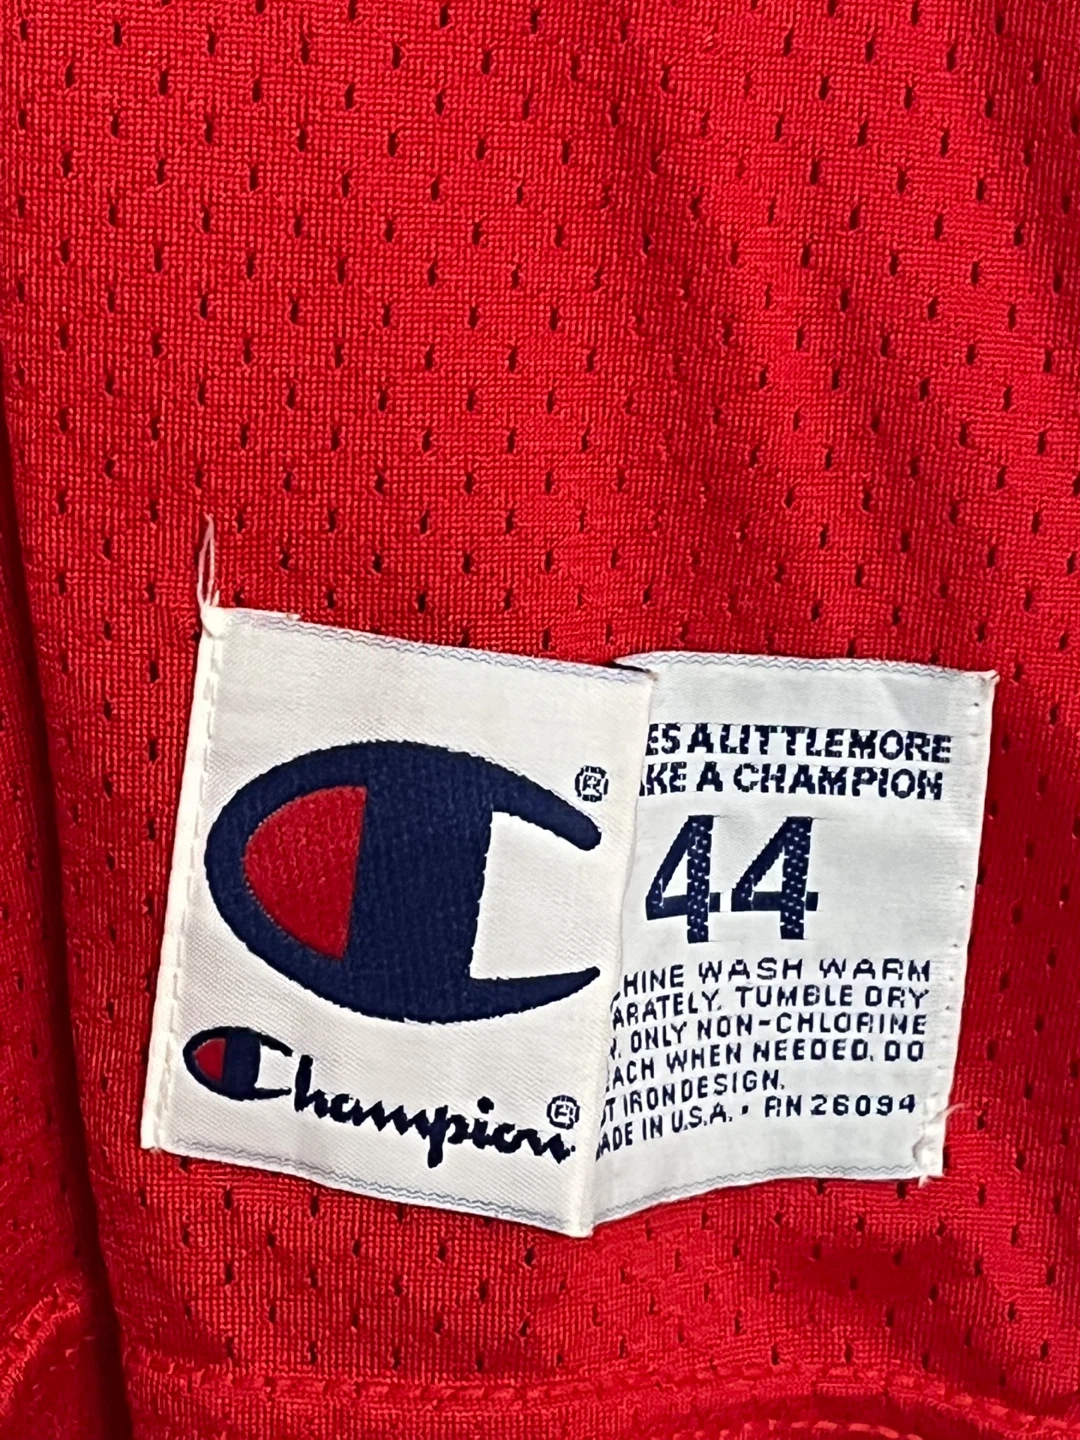 ®
Champion®
ES A LITTLE MORE
KE A CHAMPION
44
HINE WASH WARM
ARATELY. TUMBLE DRY
. ONLY NON-CHLORINE
EACH WHEN NEEDED. DO
T IRON DESIGN.
ADE IN U.S.A. • RN 26094